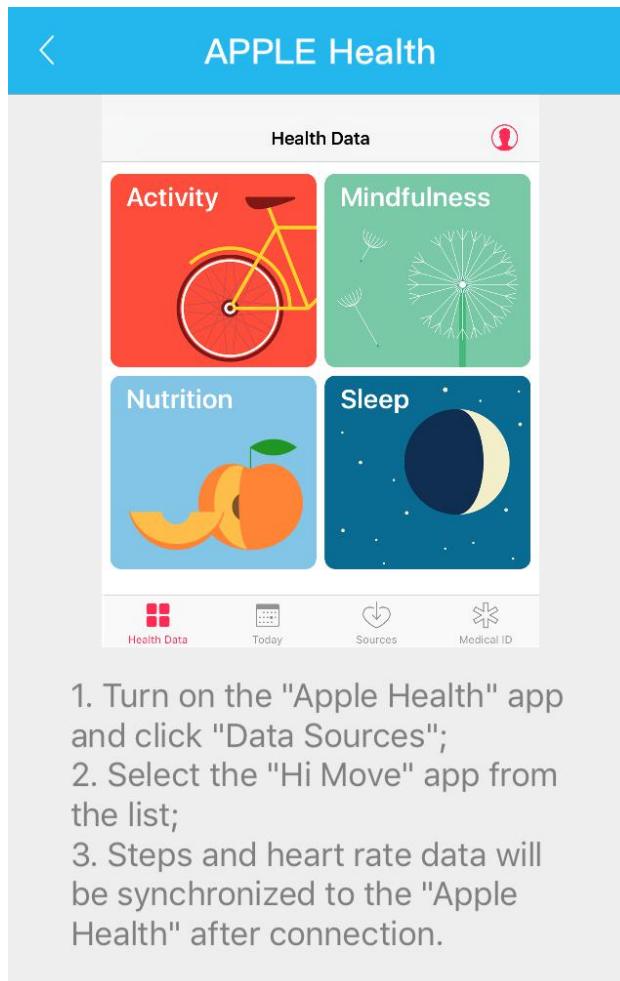 APPLE Health
Health Data
Activity
Mindfulness
Nutrition
Sleep
Health Data
Today
Sources
Medical ID
1. Turn on the "Apple Health" app
and click "Data Sources";
2. Select the "Hi Move" app from
the list;
3. Steps and heart rate data will
be synchronized to the "Apple
Health" after connection.